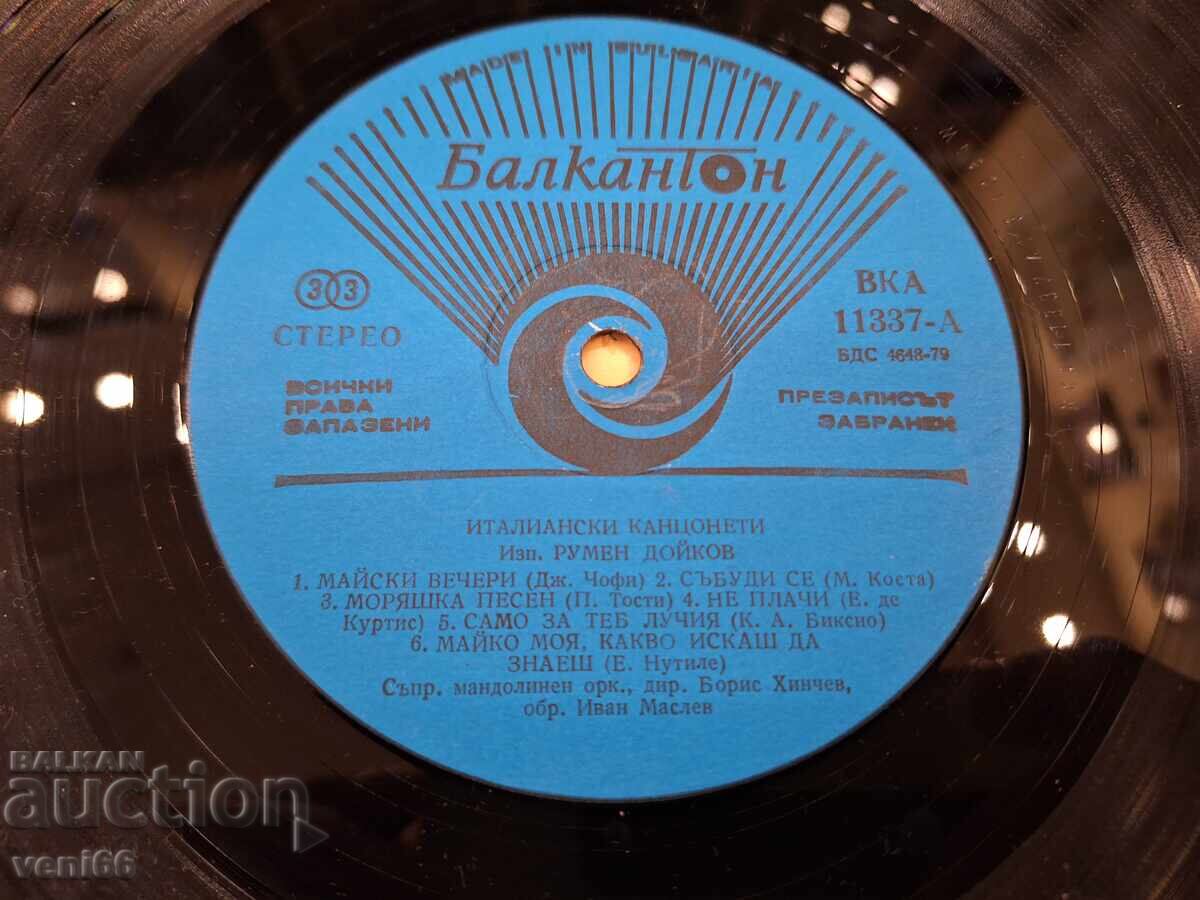 MADE IN BULGARIA
Балкантон
33
СТЕРЕО
ВСИЧКИ
ПРАВА
ЗАПАЗЕНИ
ВКА
11337-А
БДС 4648-79
ПРЕЗАПИСЪТ
ЗАБРАНЕН
ИТАЛИАНСКИ КАНЦОНЕТИ
Изп. РУМЕН ДОЙКОВ
1. МАЙСКИ ВЕЧЕРИ (Дж. Чофи) 2. СЪБУДИ СЕ (М. Коста)
3. МОРЯШКА ПЕСЕН (П. Тости) 4. НЕ ПЛАЧИ (Е. де
Куртис) 5. САМО ЗА ТЕБ ЛУЧИЯ (К. А. Биксио)
6. МАЙКО МОЯ, КАКВО ИСКАШ ДА
ЗНАЕШ (Е. Нутиле)
Съпр. мандолинен орк., дир. Борис Хинчев,
обр. Иван Маслев
BALKAN
auction
veni66